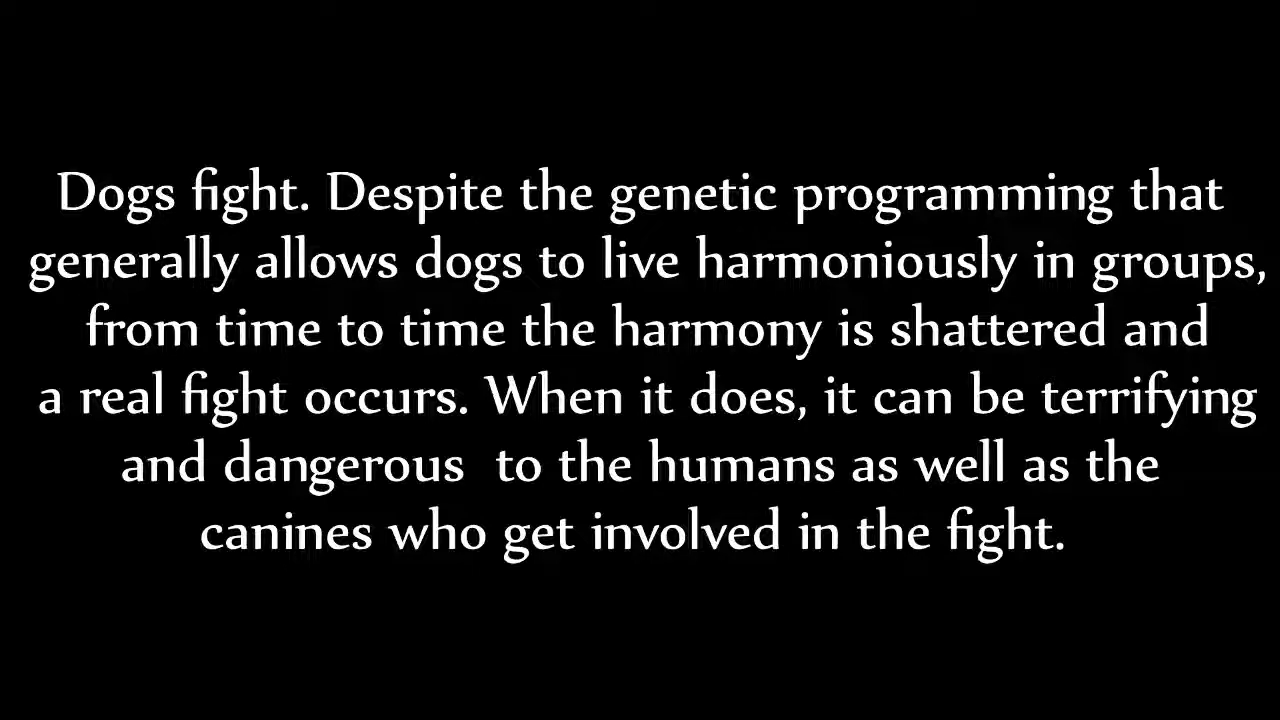 Dogs fight. Despite the genetic programming that
generally allows dogs to live harmoniously in groups,
from time to time the harmony is shattered and
a real fight occurs. When it does, it can be terrifying
and dangerous  to the humans as well as the
canines who get involved in the fight.